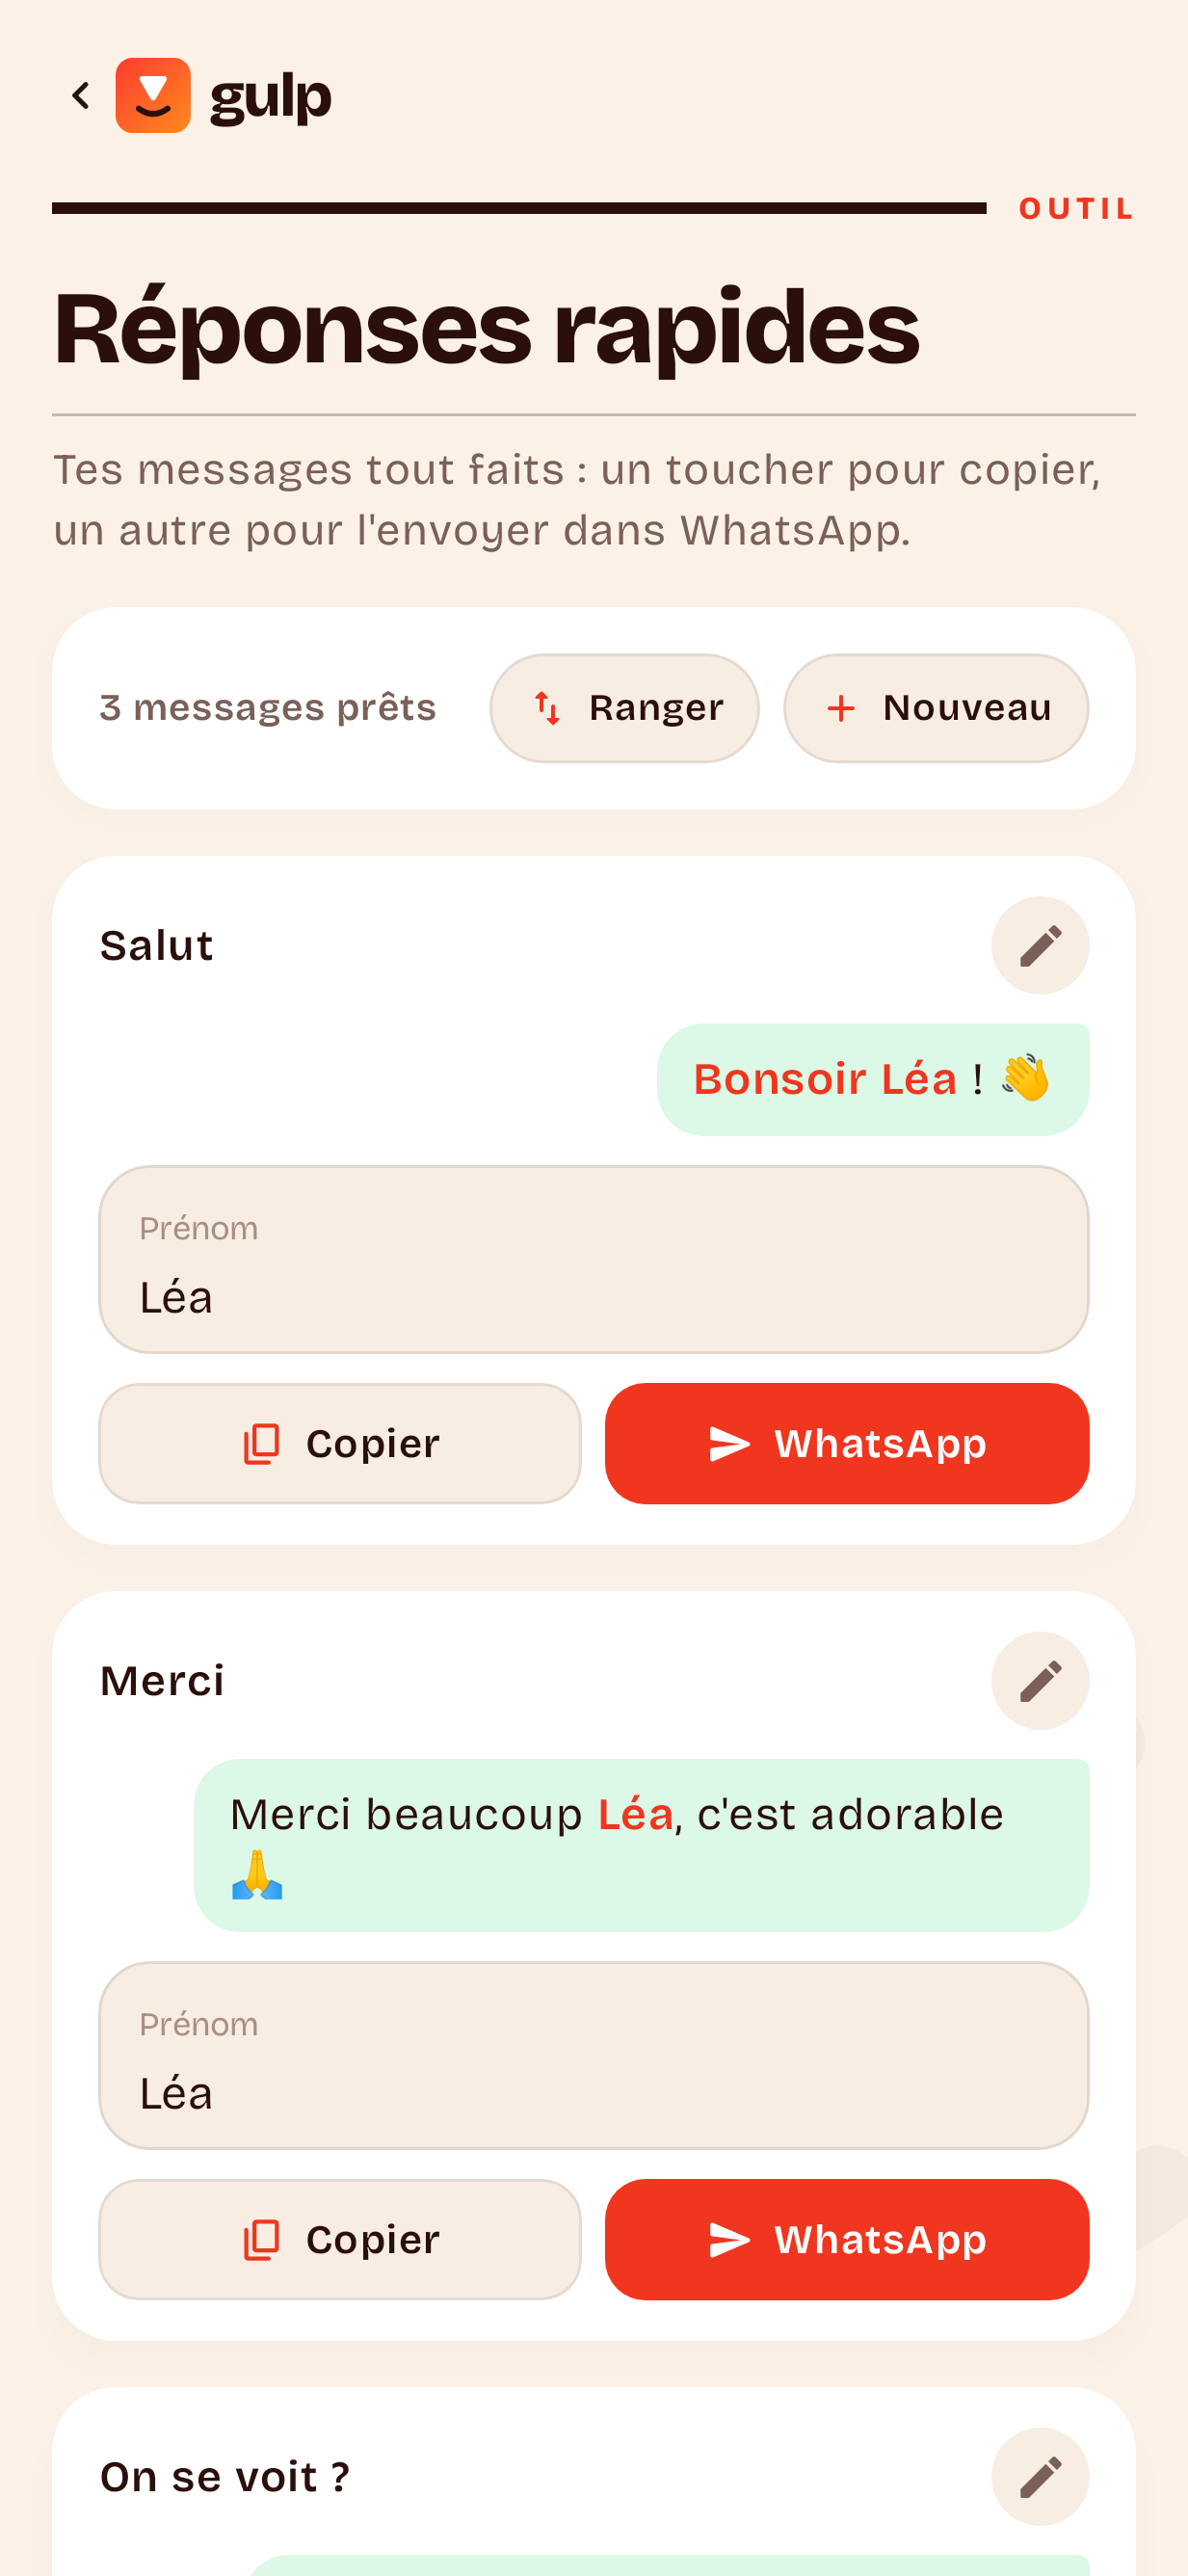 gulp
OUTIL
Réponses rapides
Tes messages tout faits : un toucher pour copier,
un autre pour l'envoyer dans WhatsApp.
3 messages prêts
Ranger
Nouveau
Salut
Bonsoir Léa ! 👋
Prénom
Léa
Copier
WhatsApp
Merci
Merci beaucoup Léa, c'est adorable
🙏
Prénom
Léa
Copier
WhatsApp
On se voit ?